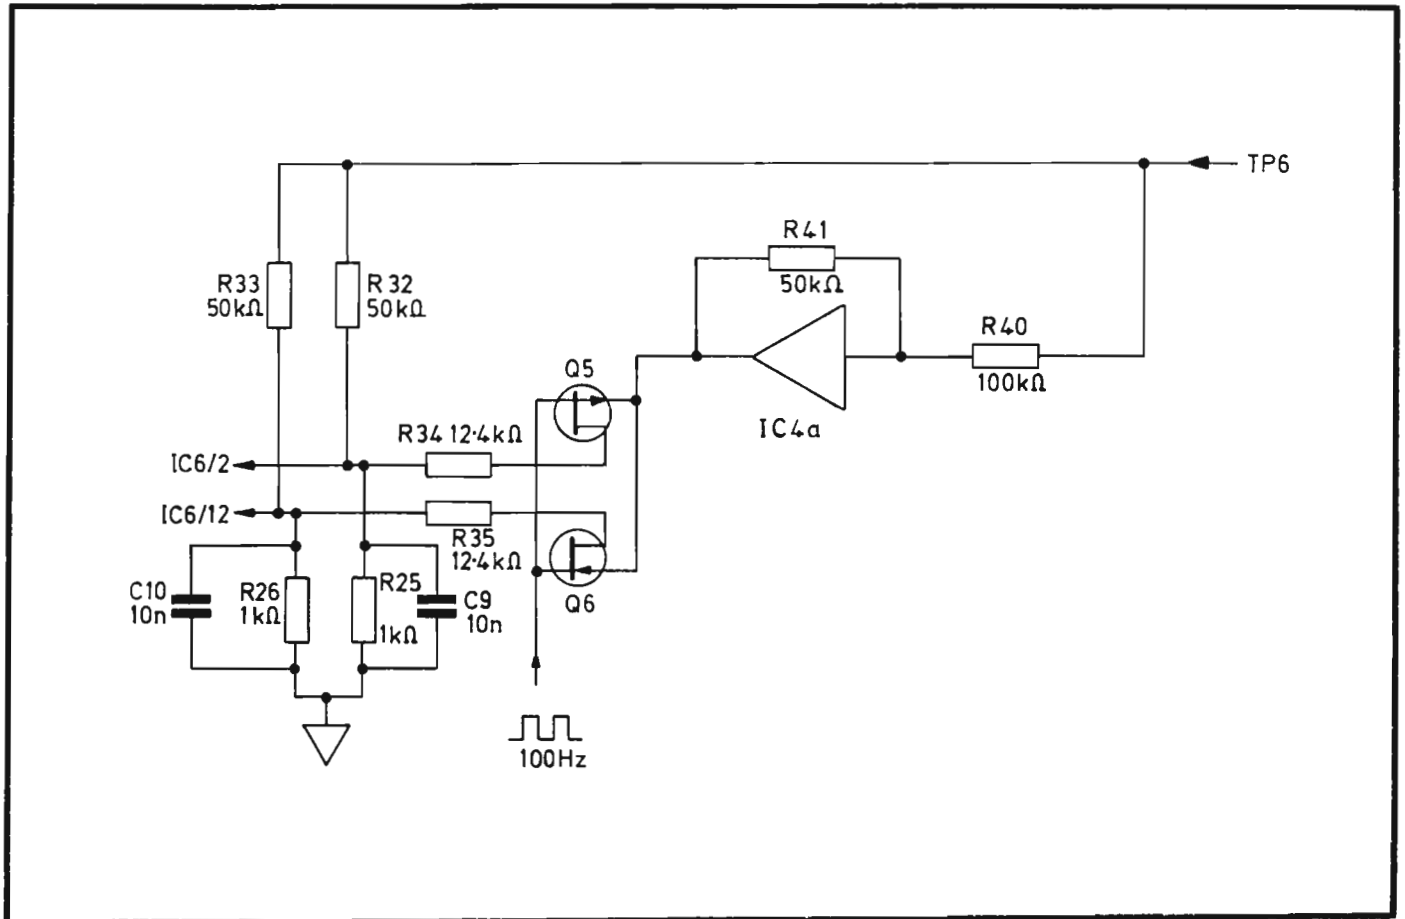 TP6
R41
50kΩ
R33
50kΩ
R32
50kΩ
R40
100kΩ
Q5
IC4a
R34 12·4kΩ
IC6/2
IC6/12
R35
12·4kΩ
C10
10n
R26
1kΩ
R25
1kΩ
C9
10n
Q6
100Hz